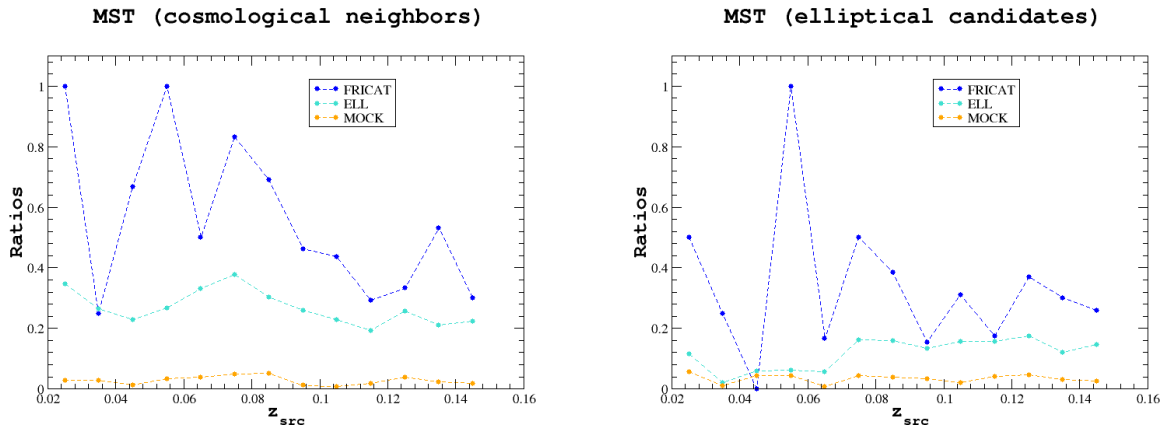 MST (cosmological neighbors)
1
0.8
0.6
0.4
0.2
0
Ratios
FRICAT
ELL
MOCK
0.02 0.04 0.06 0.08 0.1 0.12 0.14 0.16
z_src
MST (elliptical candidates)
1
0.8
0.6
0.4
0.2
0
Ratios
FRICAT
ELL
MOCK
0.02 0.04 0.06 0.08 0.1 0.12 0.14 0.16
z_src